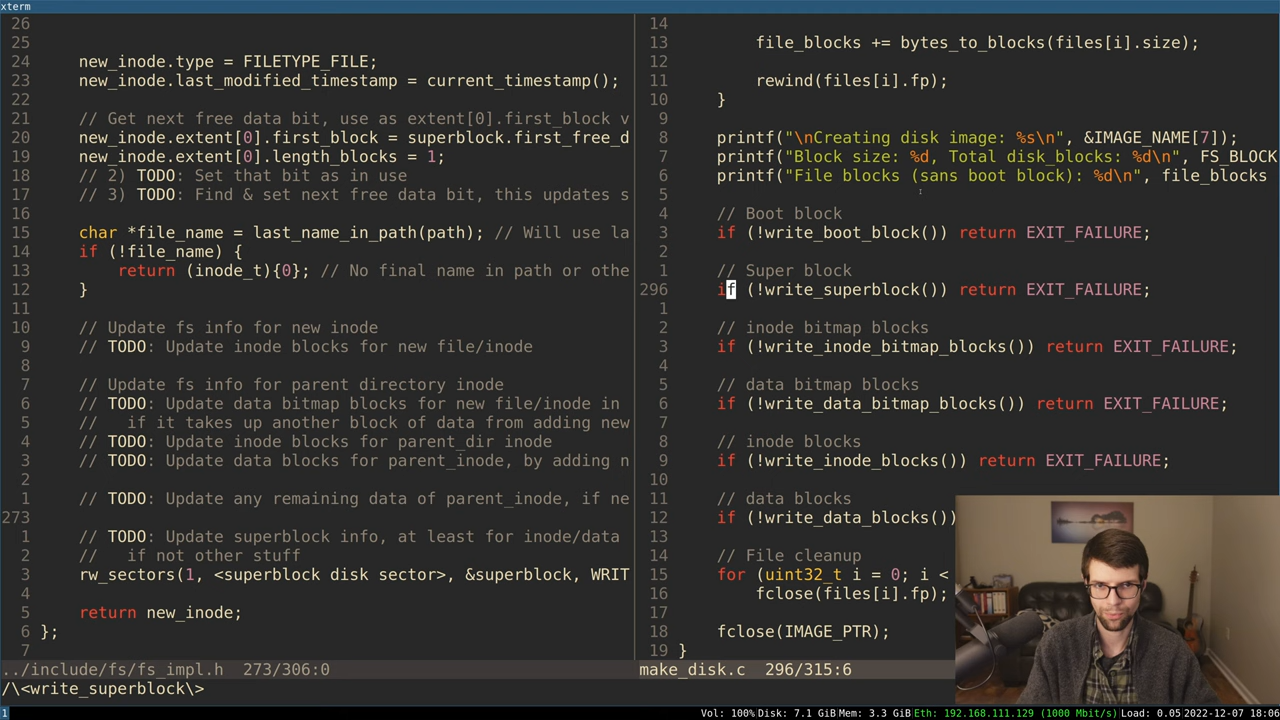 xterm
26
25
24 new_inode.type = FILETYPE_FILE;
23 new_inode.last_modified_timestamp = current_timestamp();
22
21 // Get next free data bit, use as extent[0].first_block v
20 new_inode.extent[0].first_block = superblock.first_free_d
19 new_inode.extent[0].length_blocks = 1;
18 // 2) TODO: Set that bit as in use
17 // 3) TODO: Find & set next free data bit, this updates s
16
15 char *file_name = last_name_in_path(path); // Will use la
14 if (!file_name) {
13 return (inode_t){0}; // No final name in path or othe
12 }
11
10 // Update fs info for new inode
9 // TODO: Update inode blocks for new file/inode
8
7 // Update fs info for parent directory inode
6 // TODO: Update data bitmap blocks for new file/inode in
5 // if it takes up another block of data from adding new
4 // TODO: Update inode blocks for parent_dir inode
3 // TODO: Update data blocks for parent_inode, by adding n
2
1 // TODO: Update any remaining data of parent_inode, if ne
273
1 // TODO: Update superblock info, at least for inode/data
2 // if not other stuff
3 rw_sectors(1, <superblock disk sector>, &superblock, WRIT
4
5 return new_inode;
6 };
7
../include/fs/fs_impl.h 273/306:0
/\<write_superblock\>
14
13 file_blocks += bytes_to_blocks(files[i].size);
12
11 rewind(files[i].fp);
10 }
9
8 printf("\nCreating disk image: %s\n", &IMAGE_NAME[7]);
7 printf("Block size: %d, Total disk_blocks: %d\n", FS_BLOCK
6 printf("File blocks (sans boot block): %d\n", file_blocks
5
4 // Boot block
3 if (!write_boot_block()) return EXIT_FAILURE;
2
1 // Super block
296 if (!write_superblock()) return EXIT_FAILURE;
1
2 // inode bitmap blocks
3 if (!write_inode_bitmap_blocks()) return EXIT_FAILURE;
4
5 // data bitmap blocks
6 if (!write_data_bitmap_blocks()) return EXIT_FAILURE;
7
8 // inode blocks
9 if (!write_inode_blocks()) return EXIT_FAILURE;
10
11 // data blocks
12 if (!write_data_blocks())
13
14 // File cleanup
15 for (uint32_t i = 0; i <
16 fclose(files[i].fp);
17
18 fclose(IMAGE_PTR);
19 }
make_disk.c 296/315:6
1 Vol: 100% Disk: 7.1 GiB Mem: 3.3 GiB Eth: 192.168.111.129 (1000 Mbit/s) Load: 0.05 2022-12-07 18:06